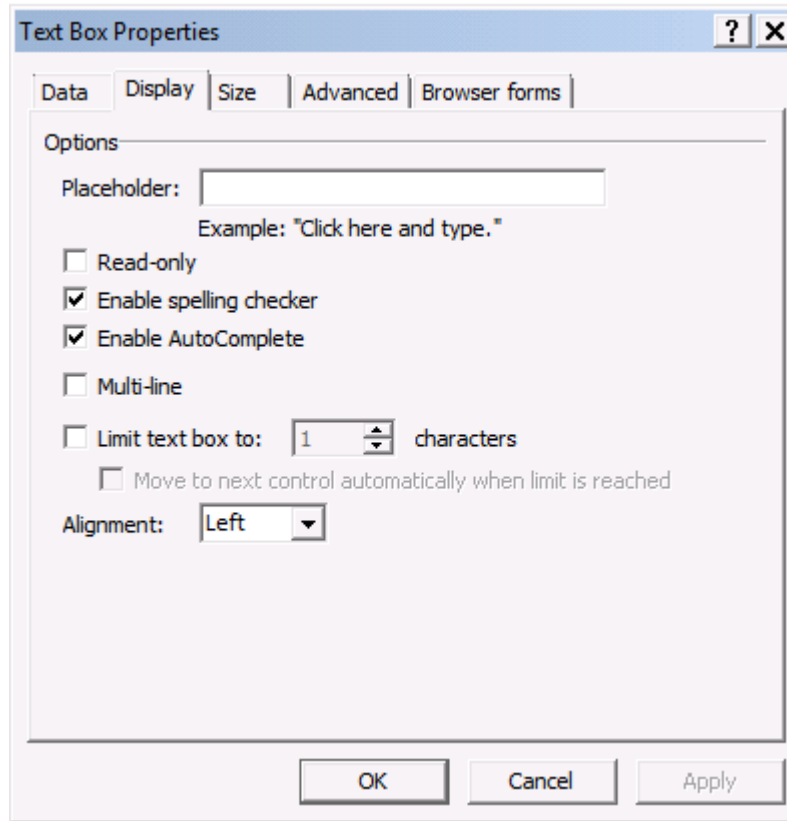 Text Box Properties
Data Display Size Advanced Browser forms
Options
Placeholder:
Example: "Click here and type."
Read-only
Enable spelling checker
Enable AutoComplete
Multi-line
Limit text box to: 1 characters
Move to next control automatically when limit is reached
Alignment: Left
OK Cancel Apply